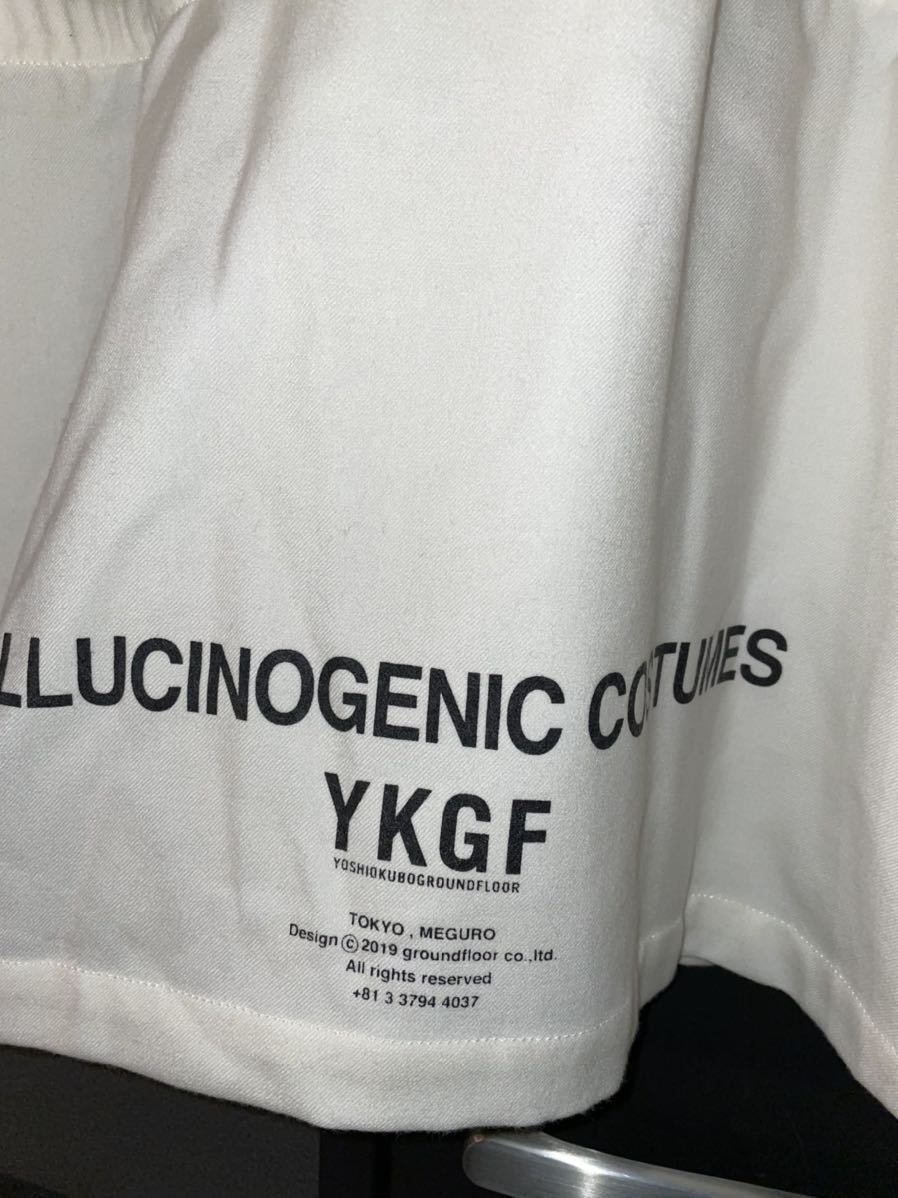 LLUCINOGENIC COSTUMES
YKGF
YOSHIOKUBOGROUNDFLOOR
TOKYO , MEGURO
Design ©2019 groundfloor co.,ltd.
All rights reserved
+81 3 3794 4037